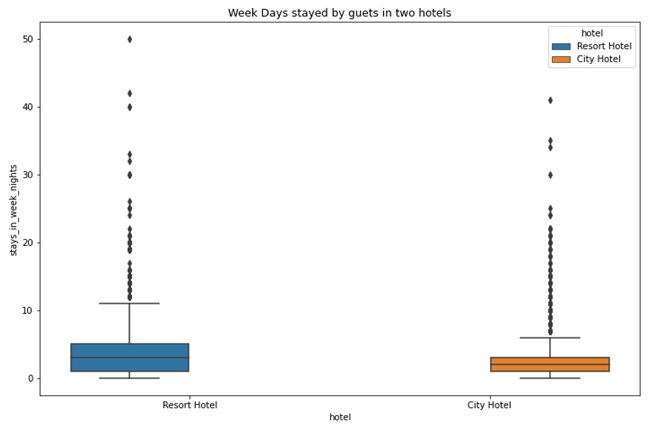 Week Days stayed by guets in two hotels
hotel
Resort Hotel
City Hotel
50
40
30
20
10
0
stays_in_week_nights
Resort Hotel
City Hotel
hotel